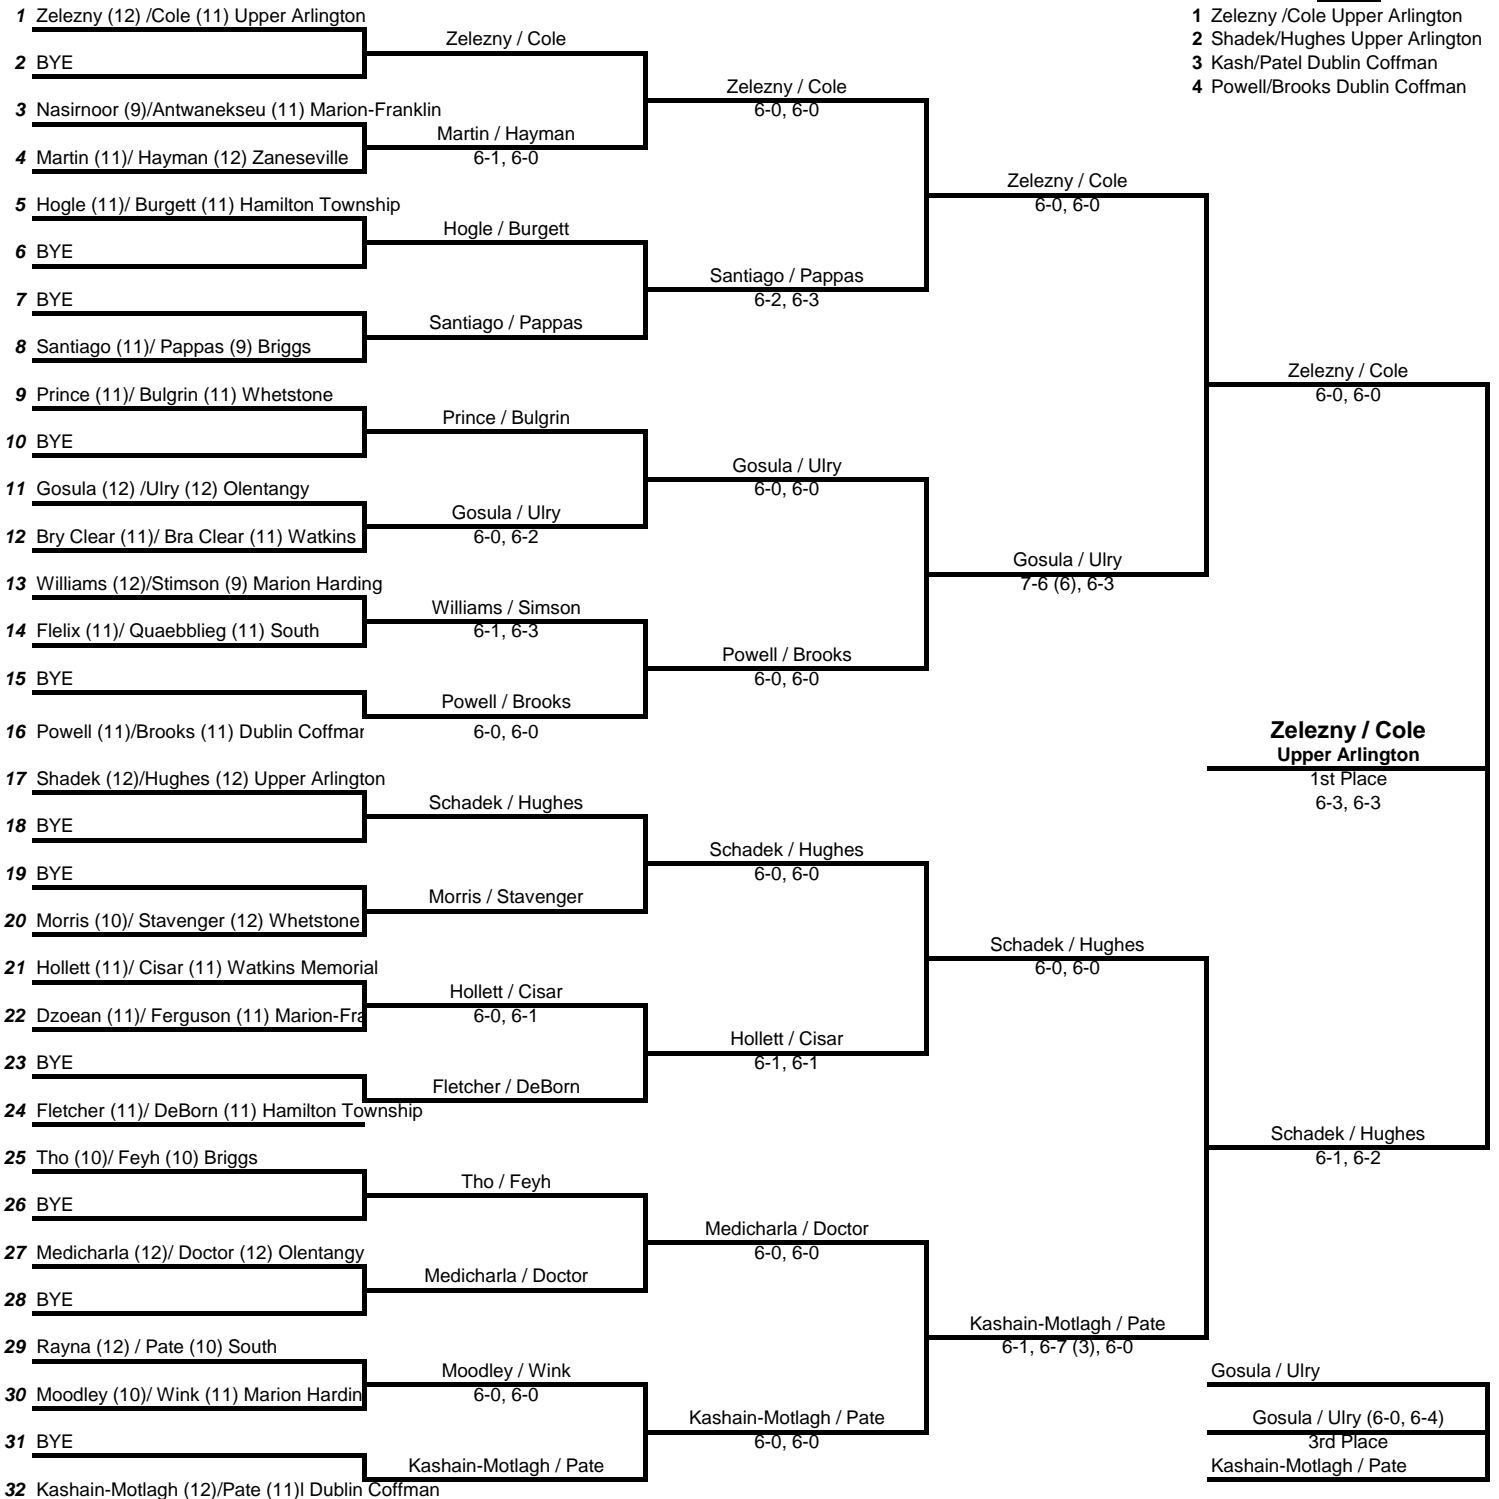 1 Zelezny (12) /Cole (11) Upper Arlington
2 BYE
3 Nasirnoor (9)/Antwanekseu (11) Marion-Franklin
4 Martin (11)/ Hayman (12) Zaneseville
5 Hogle (11)/ Burgett (11) Hamilton Township
6 BYE
7 BYE
8 Santiago (11)/ Pappas (9) Briggs
9 Prince (11)/ Bulgrin (11) Whetstone
10 BYE
11 Gosula (12) /Ulry (12) Olentangy
12 Bry Clear (11)/ Bra Clear (11) Watkins
13 Williams (12)/Stimson (9) Marion Harding
14 Flelix (11)/ Quaebblieg (11) South
15 BYE
16 Powell (11)/Brooks (11) Dublin Coffman
17 Shadek (12)/Hughes (12) Upper Arlington
18 BYE
19 BYE
20 Morris (10)/ Stavenger (12) Whetstone
21 Hollett (11)/ Cisar (11) Watkins Memorial
22 Dzoean (11)/ Ferguson (11) Marion-Fra
23 BYE
24 Fletcher (11)/ DeBorn (11) Hamilton Township
25 Tho (10)/ Feyh (10) Briggs
26 BYE
27 Medicharla (12)/ Doctor (12) Olentangy
28 BYE
29 Rayna (12) / Pate (10) South
30 Moodley (10)/ Wink (11) Marion Hardin
31 BYE
32 Kashain-Motlagh (12)/Pate (11)l Dublin Coffman
Zelezny / Cole
Martin / Hayman
6-1, 6-0
Hogle / Burgett
Santiago / Pappas
Prince / Bulgrin
Gosula / Ulry
6-0, 6-2
Williams / Simson
6-1, 6-3
Powell / Brooks
6-0, 6-0
Schadek / Hughes
Morris / Stavenger
Hollett / Cisar
6-0, 6-1
Fletcher / DeBorn
Tho / Feyh
Medicharla / Doctor
Moodley / Wink
6-0, 6-0
Kashain-Motlagh / Pate
Zelezny / Cole
6-0, 6-0
Santiago / Pappas
6-2, 6-3
Gosula / Ulry
6-0, 6-0
Powell / Brooks
6-0, 6-0
Schadek / Hughes
6-0, 6-0
Hollett / Cisar
6-1, 6-1
Medicharla / Doctor
6-0, 6-0
Kashain-Motlagh / Pate
6-0, 6-0
Zelezny / Cole
6-0, 6-0
Gosula / Ulry
7-6 (6), 6-3
Schadek / Hughes
6-0, 6-0
Kashain-Motlagh / Pate
6-1, 6-7 (3), 6-0
1 Zelezny /Cole Upper Arlington
2 Shadek/Hughes Upper Arlington
3 Kash/Patel Dublin Coffman
4 Powell/Brooks Dublin Coffman
Zelezny / Cole
6-0, 6-0
Zelezny / Cole
Upper Arlington
1st Place
6-3, 6-3
Schadek / Hughes
6-1, 6-2
Gosula / Ulry
Gosula / Ulry (6-0, 6-4)
3rd Place
Kashain-Motlagh / Pate